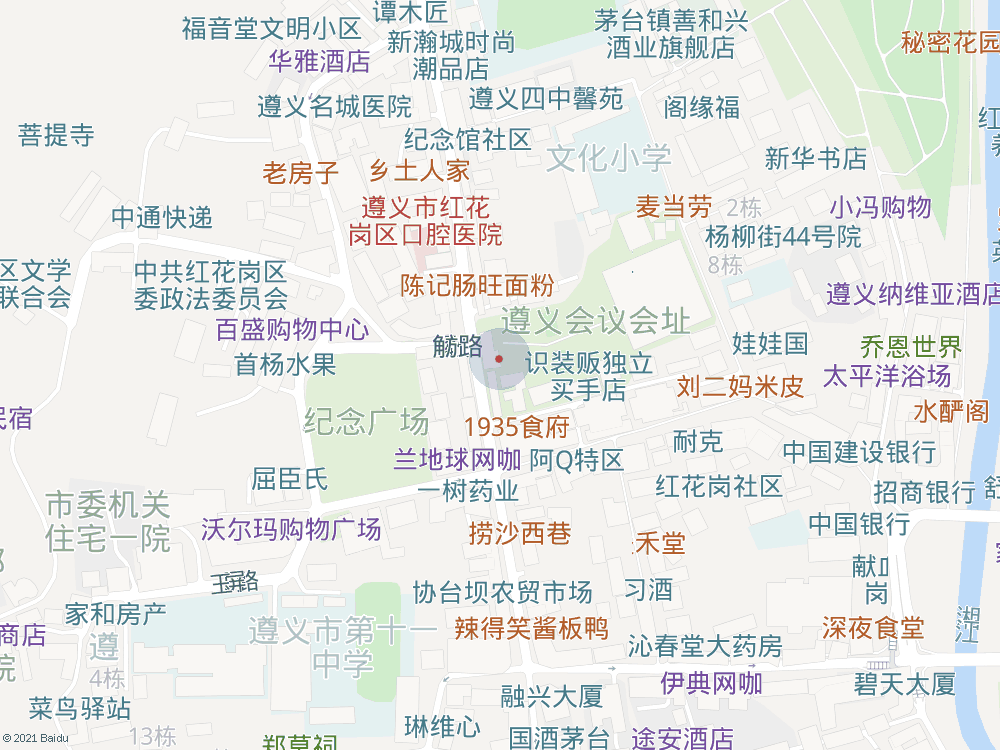 谭木匠
福音堂文明小区
新瀚城时尚
潮品店
茅台镇善和兴
酒业旗舰店
秘密花园
华雅酒店
遵义名城医院
遵义四中馨苑
阁缘福
菩提寺
纪念馆社区
文化小学
新华书店
老房子
乡土人家
中通快递
遵义市红花
岗区口腔医院
麦当劳
2栋
小冯购物
杨柳街44号院
8栋
区文学
联合会
中共红花岗区
委政法委员会
陈记肠旺面粉
遵义纳维亚酒店
百盛购物中心
遵义会议会址
首杨水果
识装贩独立
买手店
娃娃国
乔恩世界
太平洋浴场
刘二妈米皮
水酽阁
民宿
纪念广场
1935食府
耐克
中国建设银行
兰地球网咖
阿Q特区
屈臣氏
一树药业
红花岗社区
招商银行
市委机关
住宅一院
沃尔玛购物广场
捞沙西巷
禾堂
中国银行
献血
岗
家和房产
协台坝农贸市场
习酒
湘江
商店
遵
4栋
遵义市第十一
中学
辣得笑酱板鸭
沁春堂大药房
深夜食堂
院
菜鸟驿站
13栋
融兴大厦
伊典网咖
碧天大厦
琳维心
郑莫祠
国酒茅台
途安酒店
© 2021 Baidu